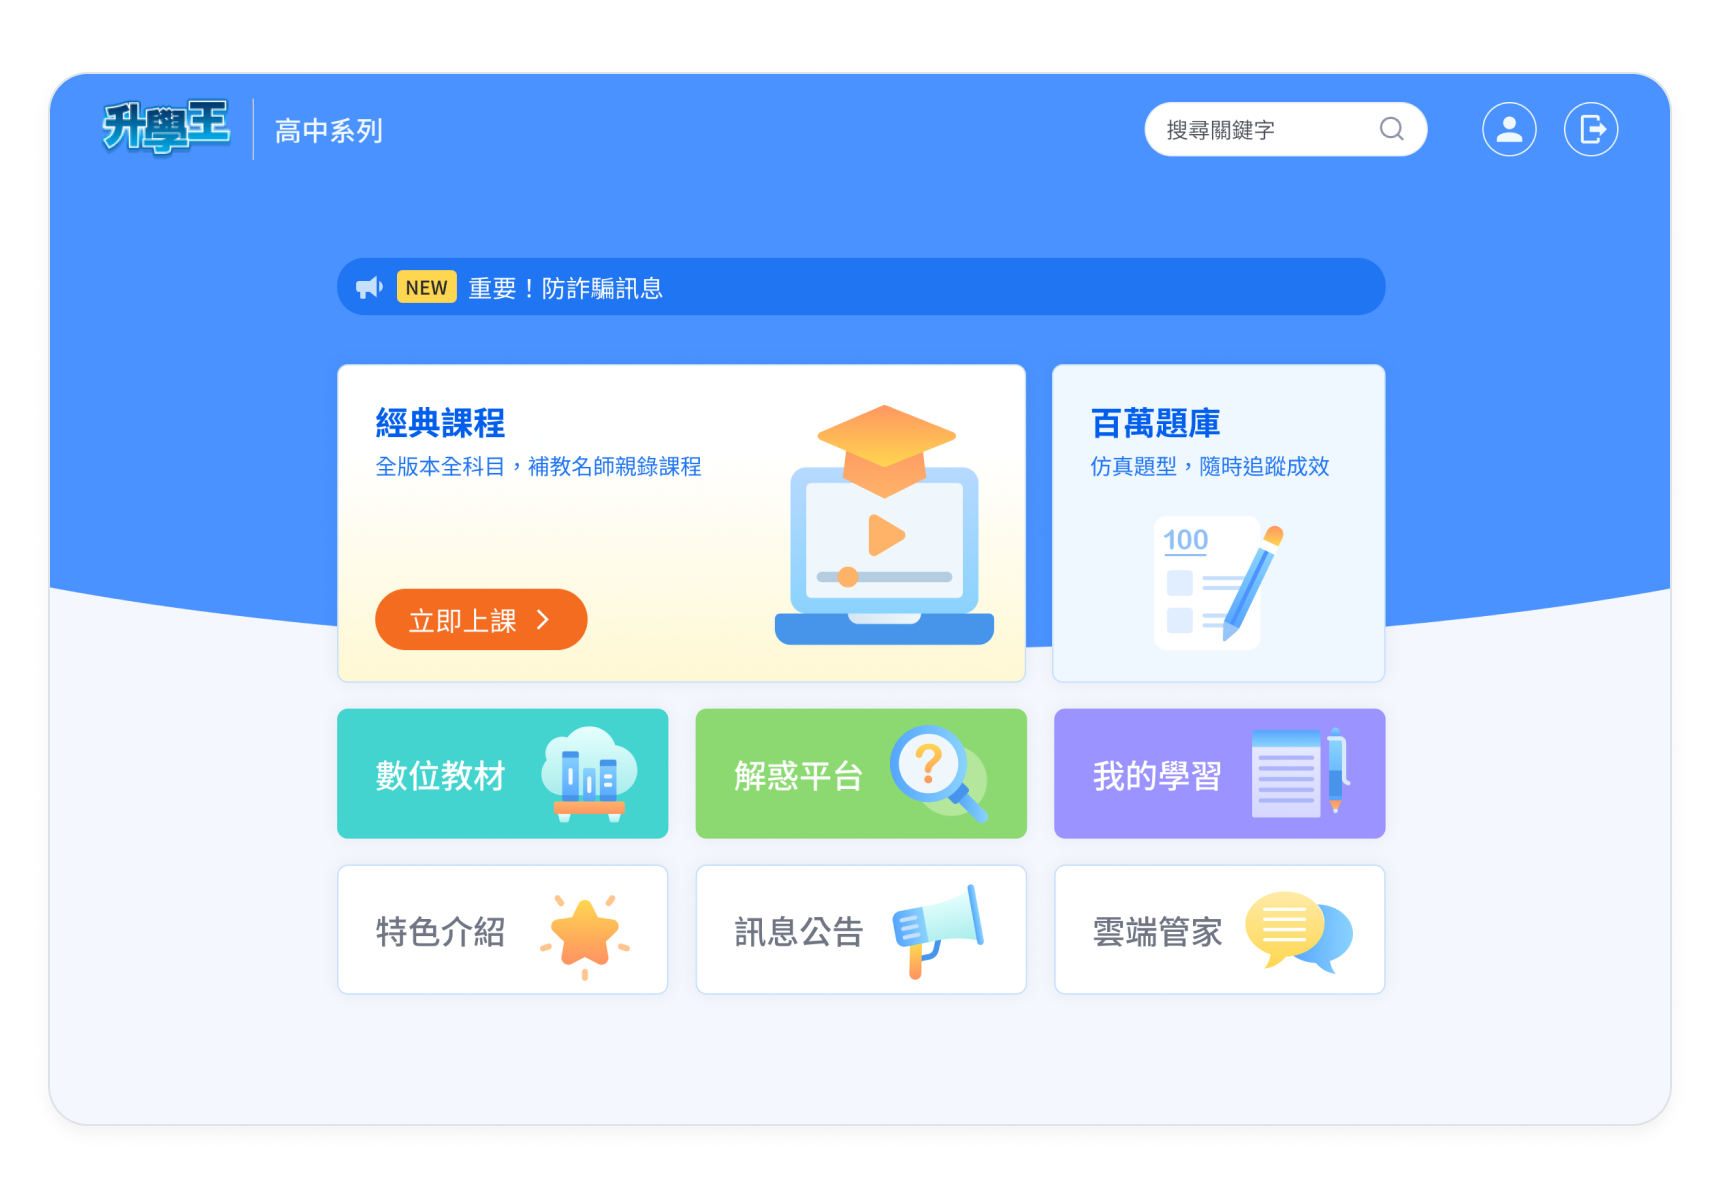 升學王
高中系列
搜尋關鍵字
NEW 重要！防詐騙訊息
經典課程
全版本全科目，補教名師親錄課程
立即上課
百萬題庫
仿真題型，隨時追蹤成效
100
數位教材
解惑平台
?
我的學習
特色介紹
訊息公告
雲端管家